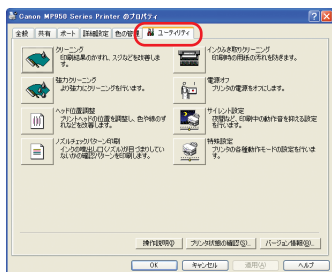 Canon MP950 Series Printer のプロパティ
全般 共有 ポート 詳細設定 色の管理 ユーティリティ
クリーニング
印刷結果のかすれ、スジなどを改善します。
インクふき取りクリーニング
印刷時の用紙の汚れを防ぎます。
強力クリーニング
より強力にクリーニングを行います。
電源オフ
プリンタの電源をオフにします。
ヘッド位置調整
プリントヘッドの位置を調整し、色や線のずれなどを改善します。
サイレント設定
夜間など、印刷中の動作音を抑える設定を行います。
ノズルチェックパターン印刷
インクの噴出し口(ノズル)が目づまりしていないかの確認パターンを印刷します。
特殊設定
プリンタの各種動作モードの設定を行います。
操作説明(I) プリンタ状態の確認(S)... バージョン情報(B)...
OK キャンセル 適用(A) ヘルプ